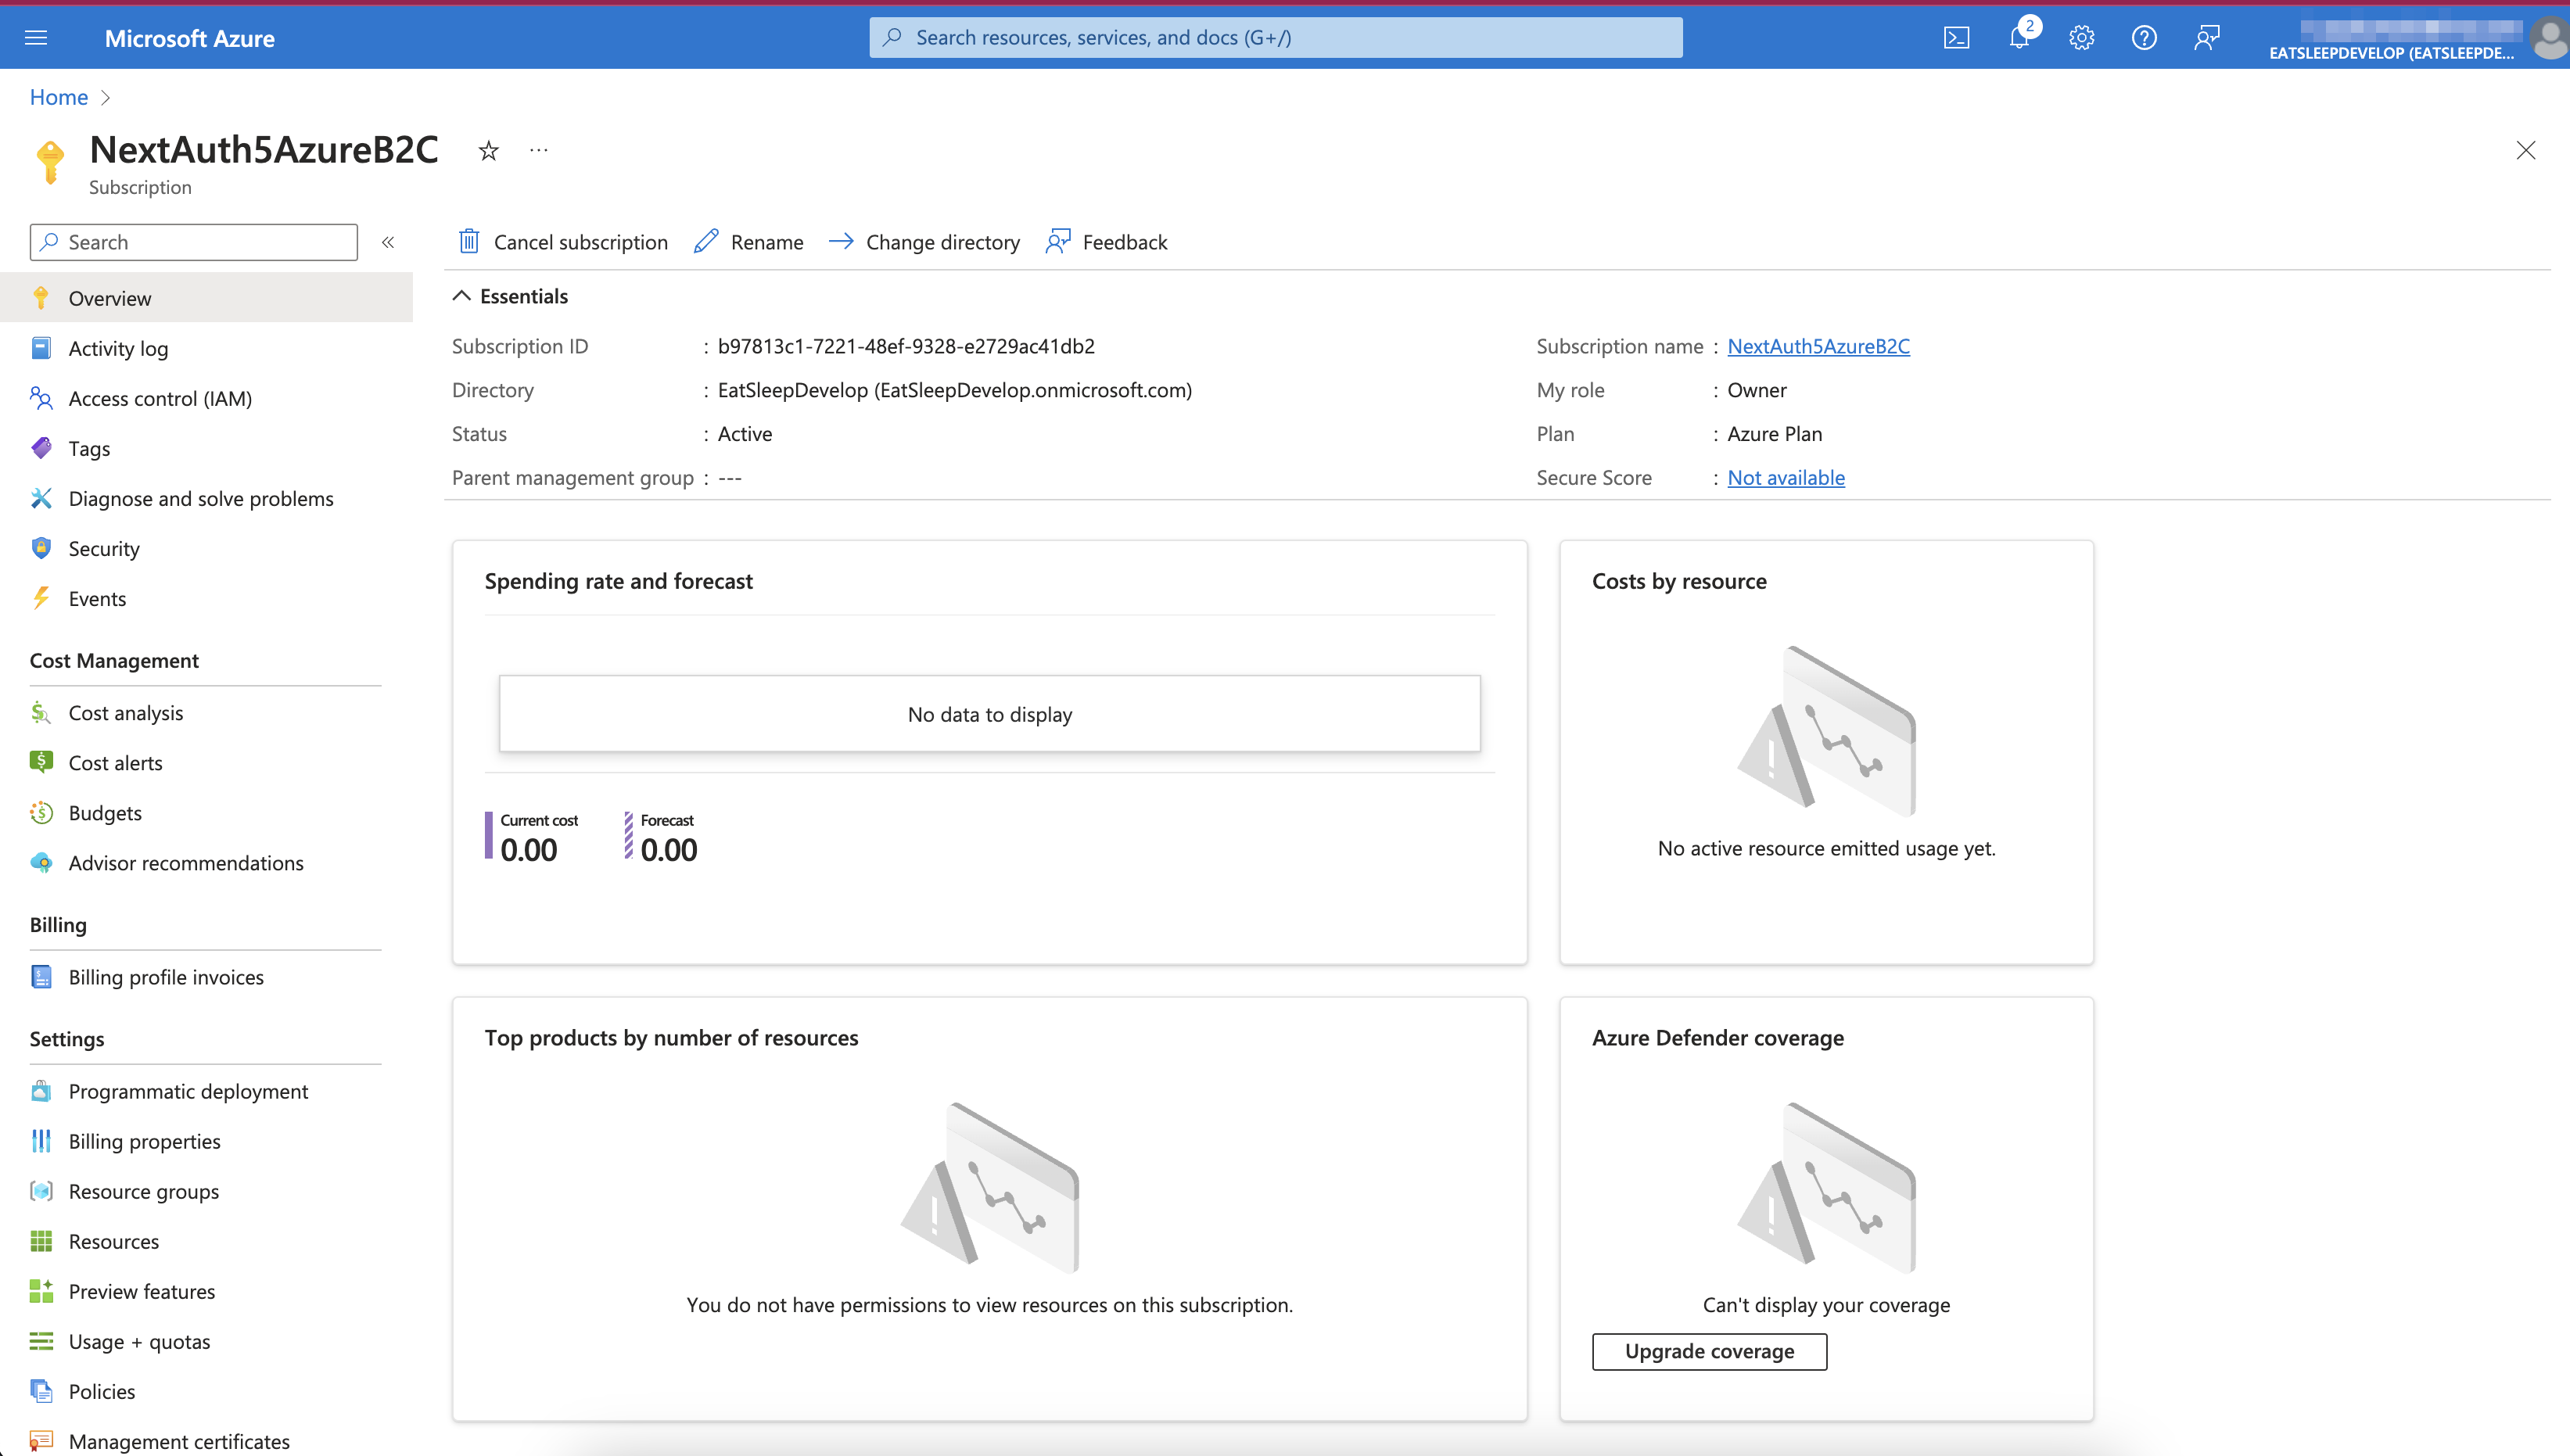 Microsoft Azure
Search resources, services, and docs (G+/)
2
EATSLEEPDEVELOP (EATSLEEPDE...
Home
NextAuth5AzureB2C
Subscription
Search
Overview
Activity log
Access control (IAM)
Tags
Diagnose and solve problems
Security
Events
Cost Management
Cost analysis
Cost alerts
Budgets
Advisor recommendations
Billing
Billing profile invoices
Settings
Programmatic deployment
Billing properties
Resource groups
Resources
Preview features
Usage + quotas
Policies
Management certificates
Cancel subscription Rename Change directory Feedback
Essentials
Subscription ID : b97813c1-7221-48ef-9328-e2729ac41db2
Directory : EatSleepDevelop (EatSleepDevelop.onmicrosoft.com)
Status : Active
Parent management group : ---
Subscription name : NextAuth5AzureB2C
My role : Owner
Plan : Azure Plan
Secure Score : Not available
Spending rate and forecast
No data to display
Current cost
0.00
Forecast
0.00
Costs by resource
No active resource emitted usage yet.
Top products by number of resources
You do not have permissions to view resources on this subscription.
Azure Defender coverage
Can't display your coverage
Upgrade coverage